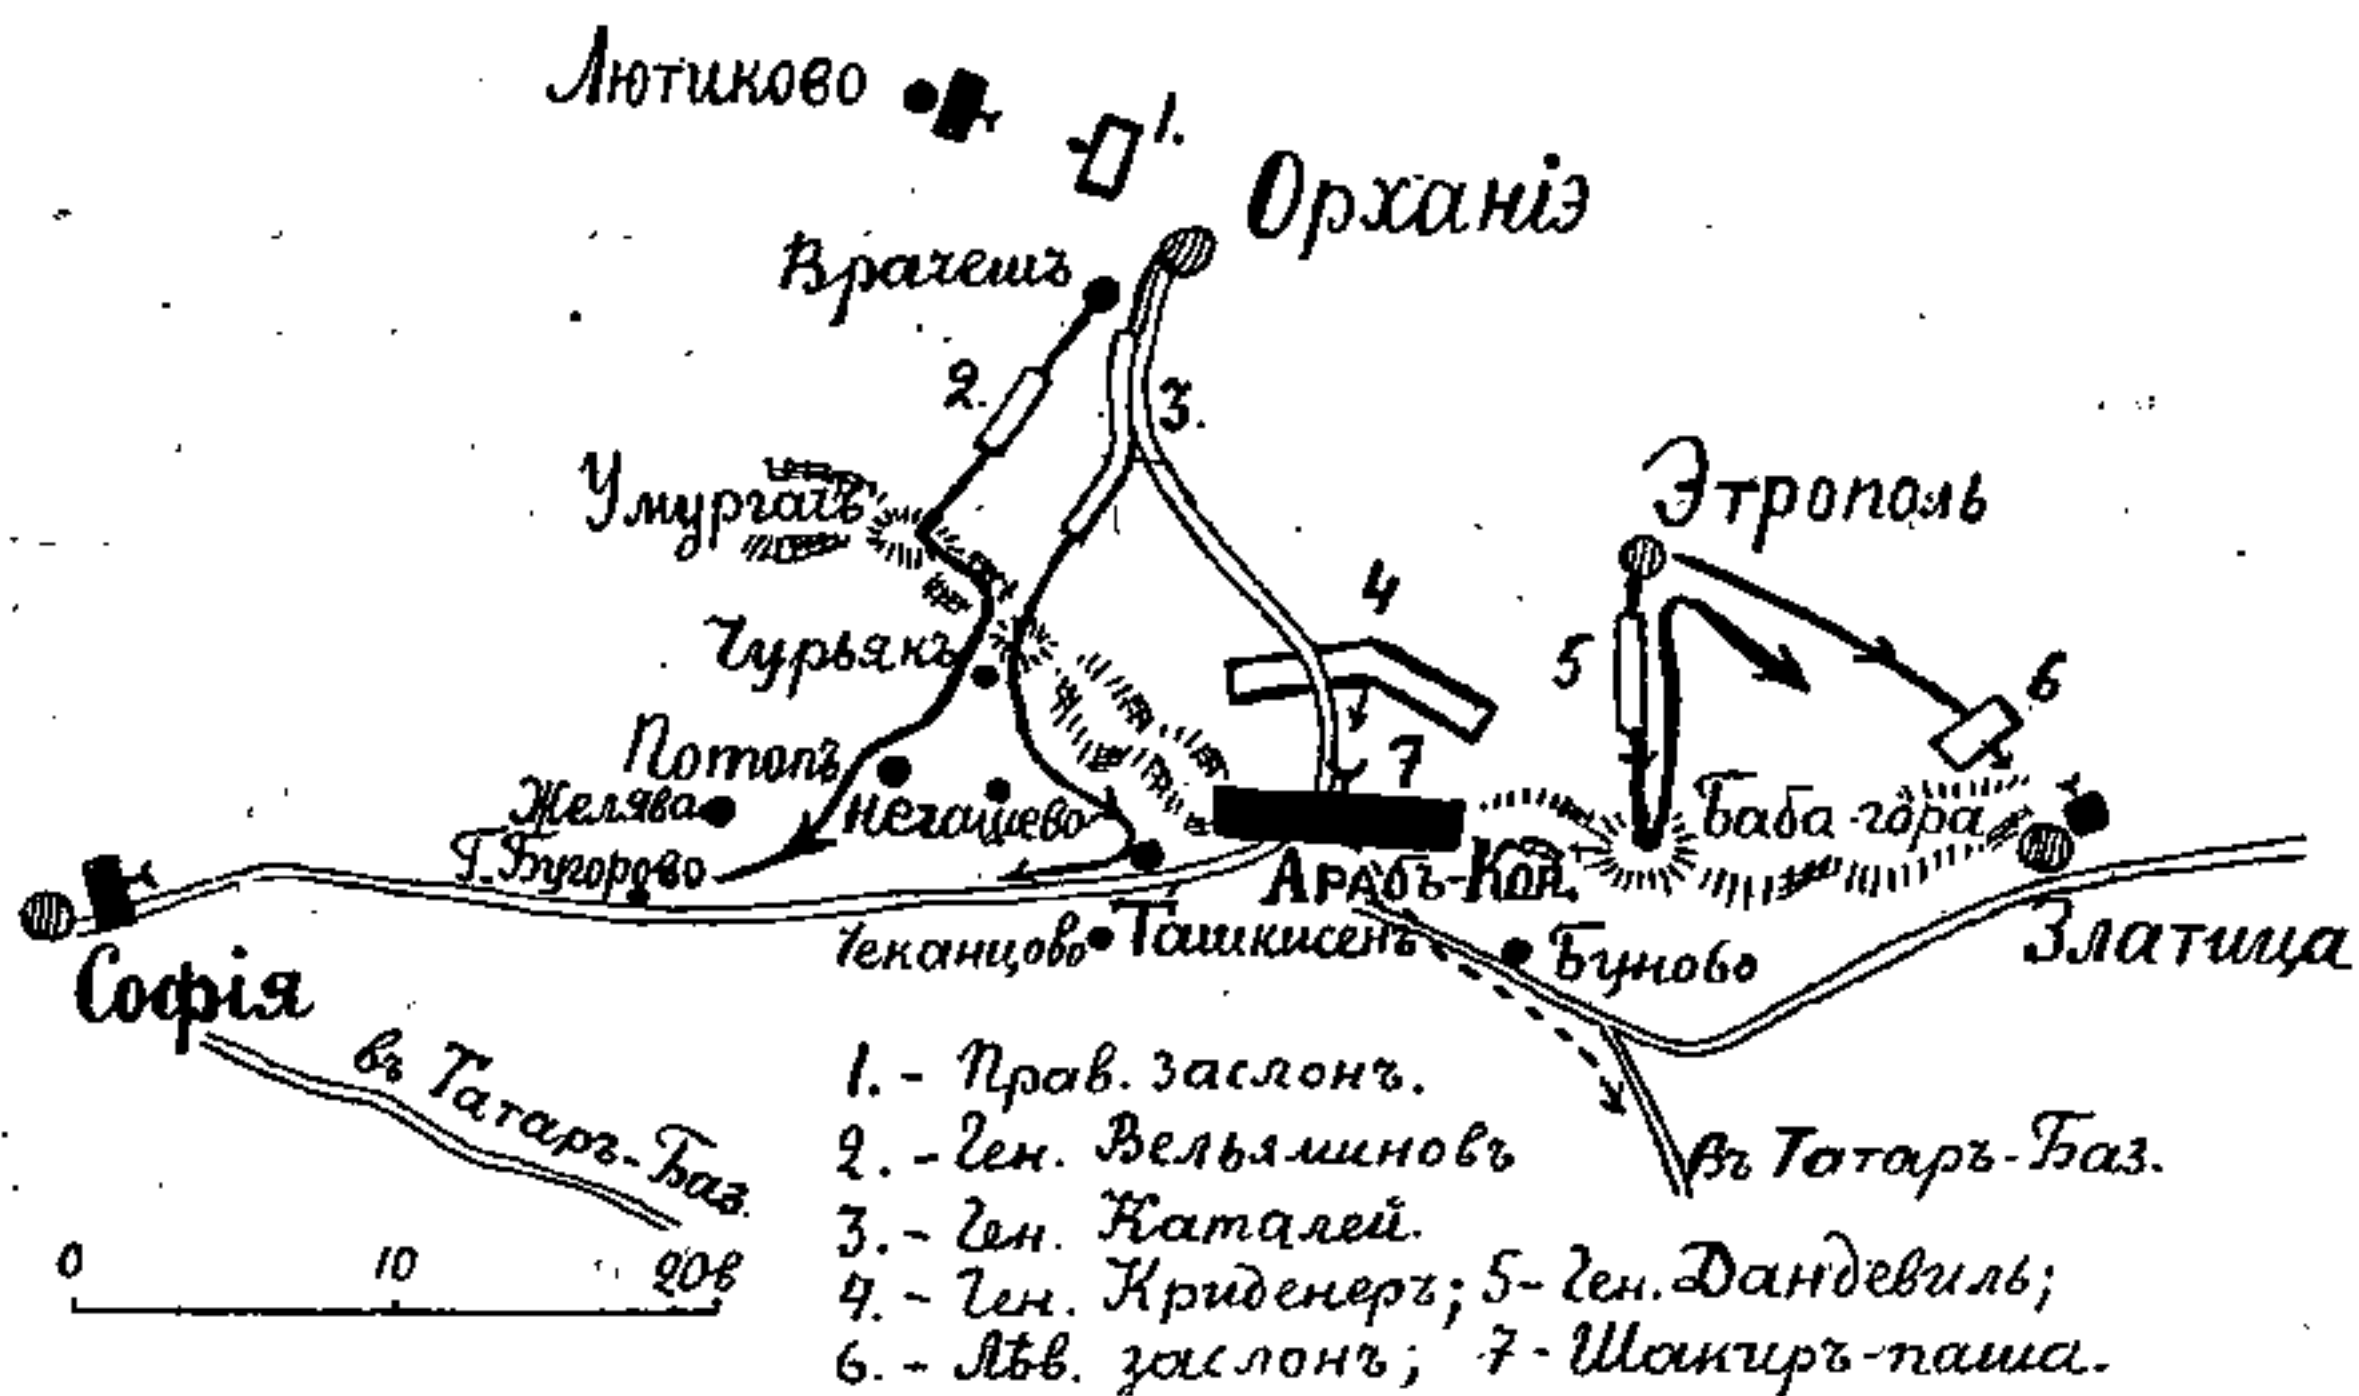 Лютиково
1.
Орханіэ
Врачешъ
2.
3.
Умургачъ
Этрополь
4
Чурьякъ
5
6
Потопъ
7
Желява
Негашево
Баба-гора
Г. Бугорово
Арабъ-Кон.
Чеканцово
Ташкисенъ
Буново
Златица
Софія
въ Татаръ-Баз.
въ Татаръ-Баз.
1. - Прав. заслонъ.
2. - Ген. Вельяминовъ
3. - Ген. Каталей.
4. - Ген. Криденеръ; 5 - Ген. Дандевиль;
6. - Лѣв. заслонъ; 7 - Шакиръ-паша.
0 10 20в